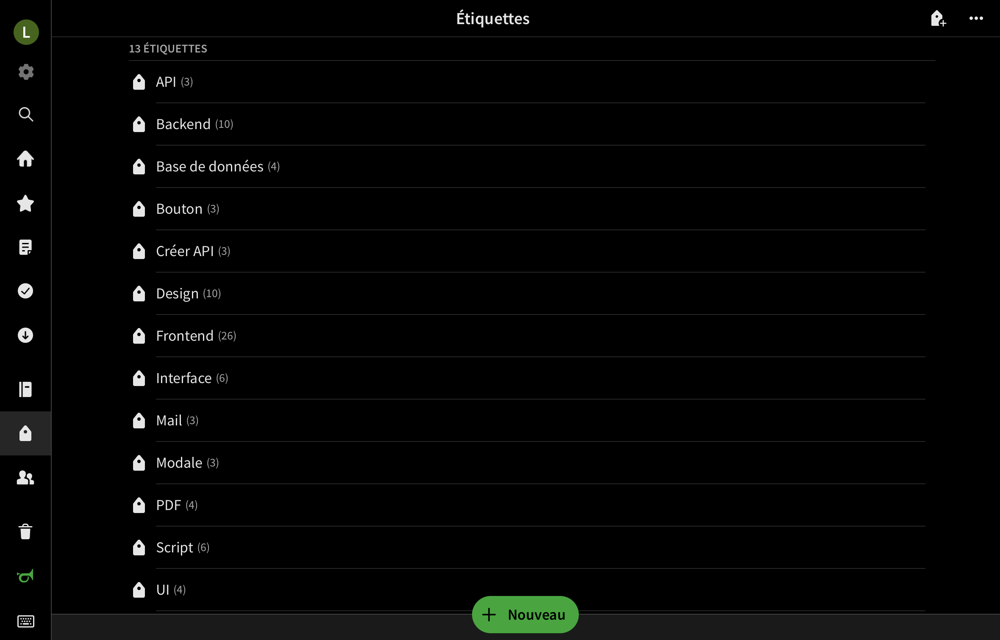 Étiquettes
L
13 ÉTIQUETTES
API (3)
Backend (10)
Base de données (4)
Bouton (3)
Créer API (3)
Design (10)
Frontend (26)
Interface (6)
Mail (3)
Modale (3)
PDF (4)
Script (6)
UI (4)
Nouveau